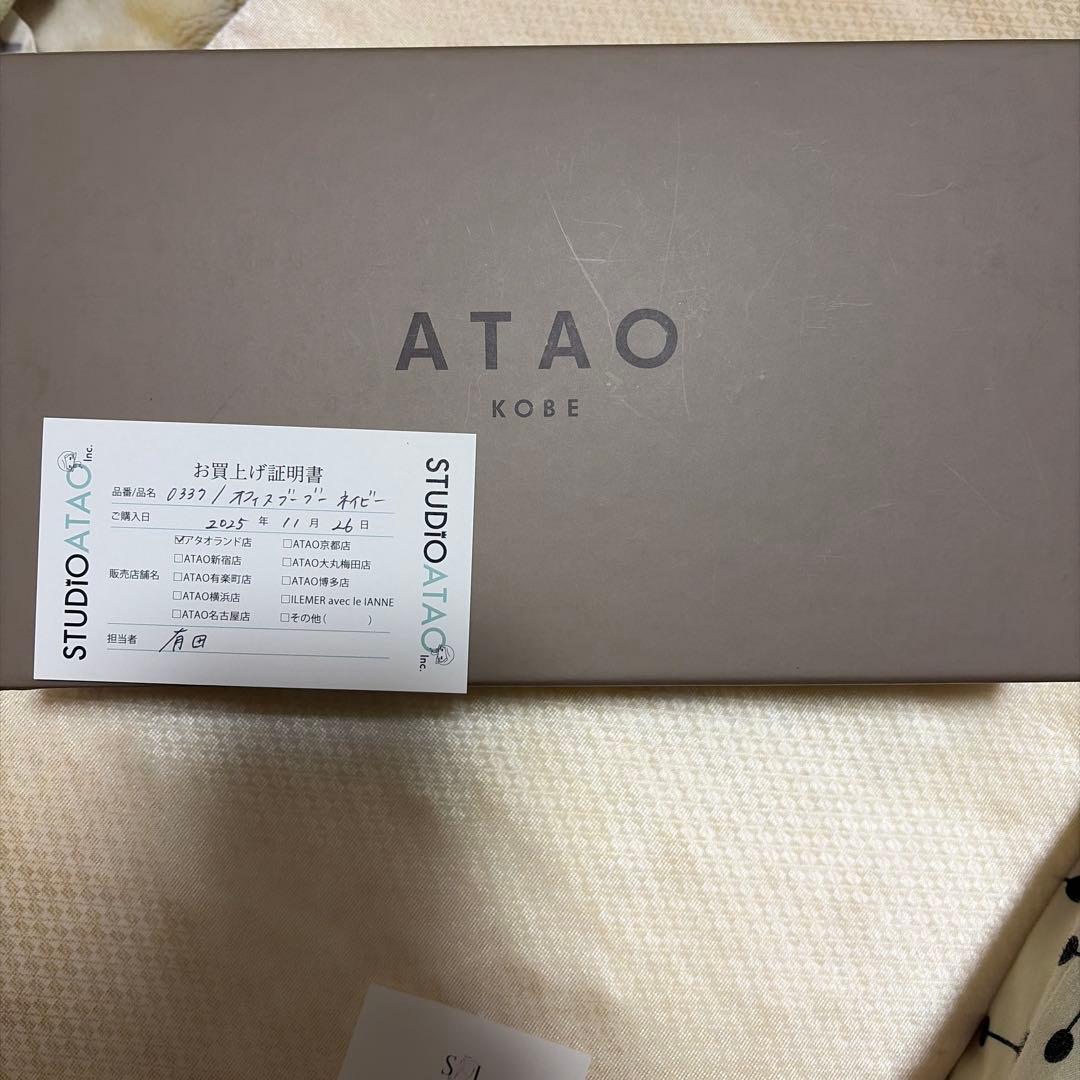 ATAO
KOBE
STUDIO ATAO Inc.
お買上げ証明書
品番/品名 0337/オフィスブーブー ネイビー
ご購入日 2025 年 11 月 26 日
販売店舗名
☑アタオランド店 □ATAO京都店
□ATAO新宿店 □ATAO大丸梅田店
□ATAO有楽町店 □ATAO博多店
□ATAO横浜店 □ILEMER avec le IANNE
□ATAO名古屋店 □その他( )
担当者 有田
STUDIO ATAO Inc.